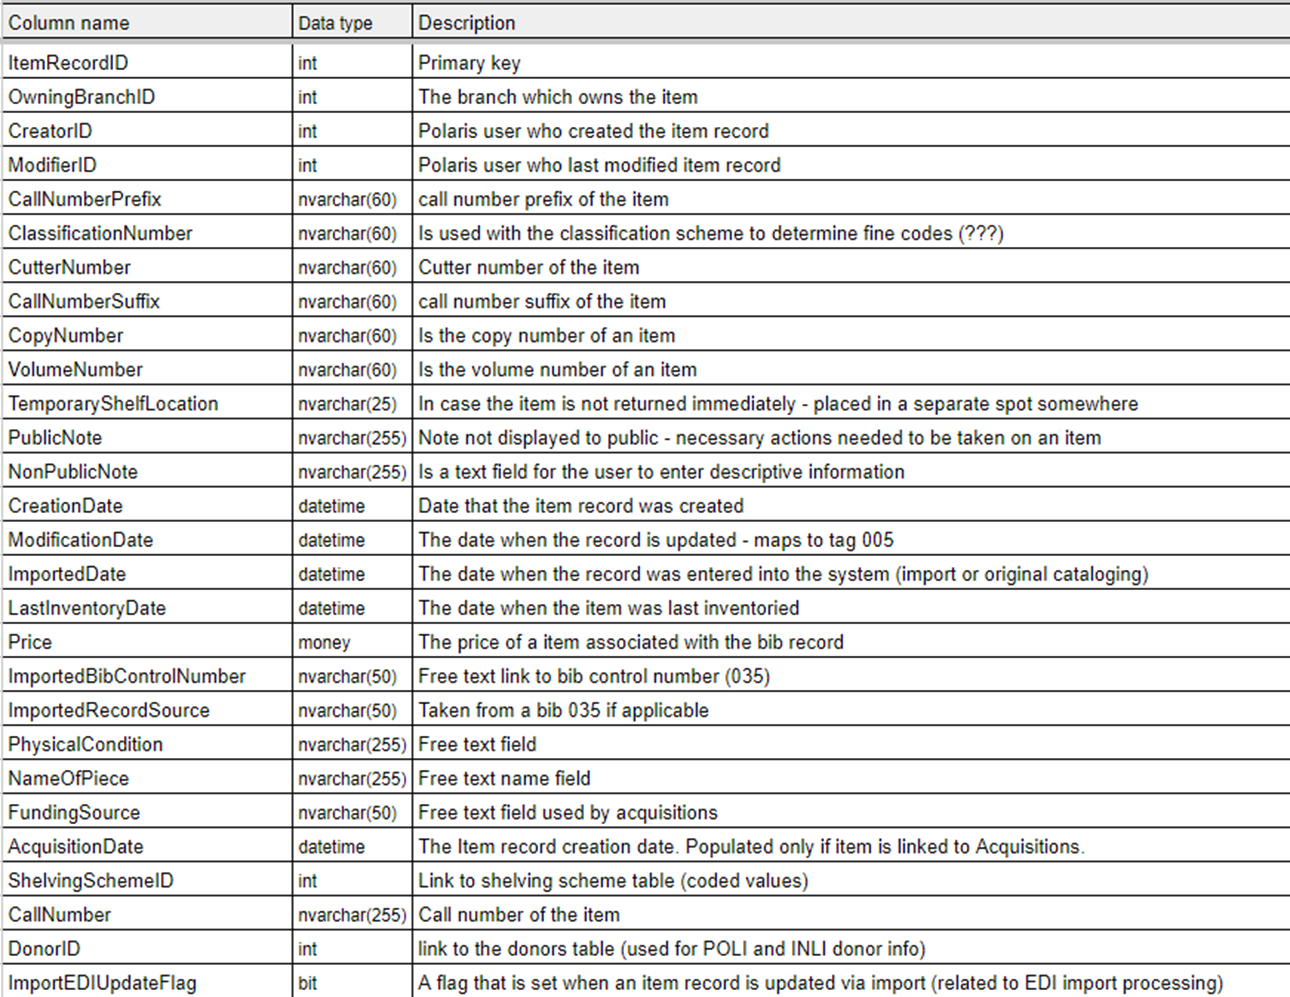 Column name Data type Description
ItemRecordID int Primary key
OwningBranchID int The branch which owns the item
CreatorID int Polaris user who created the item record
ModifierID int Polaris user who last modified item record
CallNumberPrefix nvarchar(60) call number prefix of the item
ClassificationNumber nvarchar(60) Is used with the classification scheme to determine fine codes (???)
CutterNumber nvarchar(60) Cutter number of the item
CallNumberSuffix nvarchar(60) call number suffix of the item
CopyNumber nvarchar(60) Is the copy number of an item
VolumeNumber nvarchar(60) Is the volume number of an item
TemporaryShelfLocation nvarchar(25) In case the item is not returned immediately - placed in a separate spot somewhere
PublicNote nvarchar(255) Note not displayed to public - necessary actions needed to be taken on an item
NonPublicNote nvarchar(255) Is a text field for the user to enter descriptive information
CreationDate datetime Date that the item record was created
ModificationDate datetime The date when the record is updated - maps to tag 005
ImportedDate datetime The date when the record was entered into the system (import or original cataloging)
LastInventoryDate datetime The date when the item was last inventoried
Price money The price of a item associated with the bib record
ImportedBibControlNumber nvarchar(50) Free text link to bib control number (035)
ImportedRecordSource nvarchar(50) Taken from a bib 035 if applicable
PhysicalCondition nvarchar(255) Free text field
NameOfPiece nvarchar(255) Free text name field
FundingSource nvarchar(50) Free text field used by acquisitions
AcquisitionDate datetime The Item record creation date. Populated only if item is linked to Acquisitions.
ShelvingSchemeID int Link to shelving scheme table (coded values)
CallNumber nvarchar(255) Call number of the item
DonorID int link to the donors table (used for POLI and INLI donor info)
ImportEDIUpdateFlag bit A flag that is set when an item record is updated via import (related to EDI import processing)